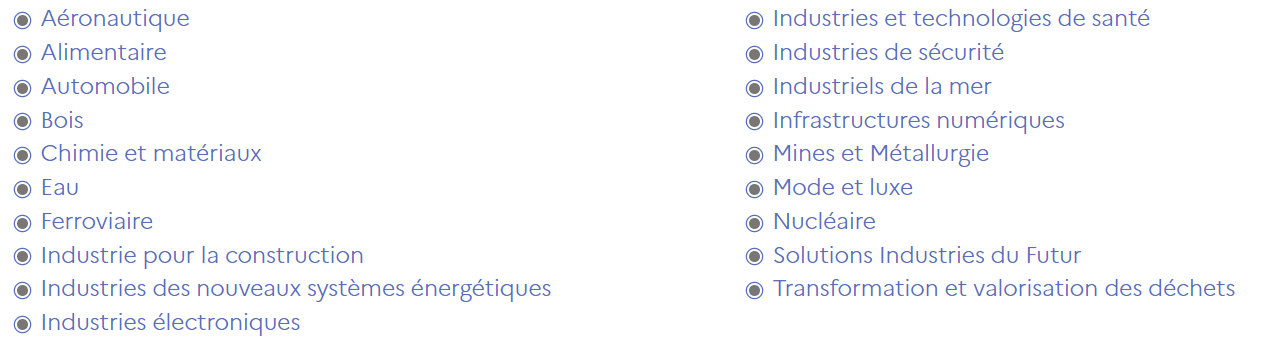 Aéronautique
Alimentaire
Automobile
Bois
Chimie et matériaux
Eau
Ferroviaire
Industrie pour la construction
Industries des nouveaux systèmes énergétiques
Industries électroniques
Industries et technologies de santé
Industries de sécurité
Industriels de la mer
Infrastructures numériques
Mines et Métallurgie
Mode et luxe
Nucléaire
Solutions Industries du Futur
Transformation et valorisation des déchets